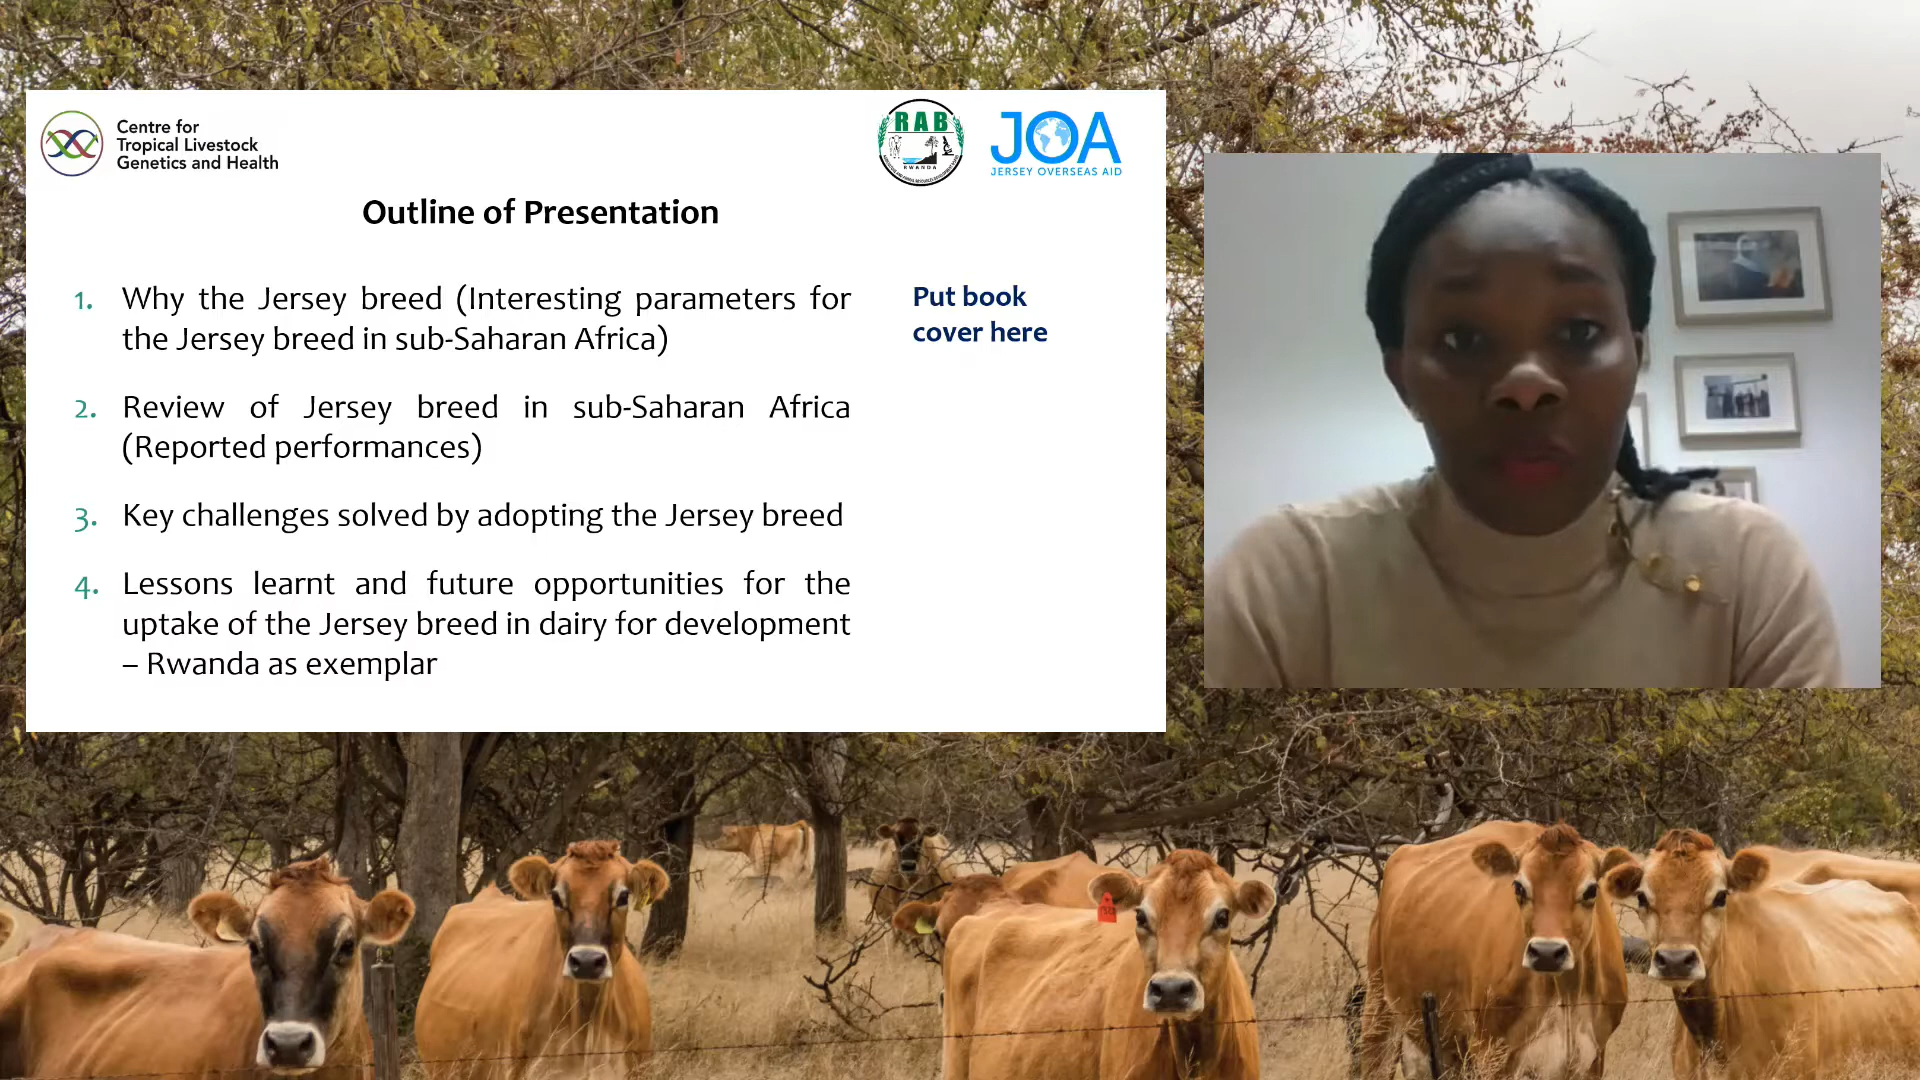 Centre for
Tropical Livestock
Genetics and Health
RAB
RWANDA
JOA
JERSEY OVERSEAS AID
Outline of Presentation
1. Why the Jersey breed (Interesting parameters for
the Jersey breed in sub-Saharan Africa)
2. Review of Jersey breed in sub-Saharan Africa
(Reported performances)
3. Key challenges solved by adopting the Jersey breed
4. Lessons learnt and future opportunities for the
uptake of the Jersey breed in dairy for development
– Rwanda as exemplar
Put book
cover here